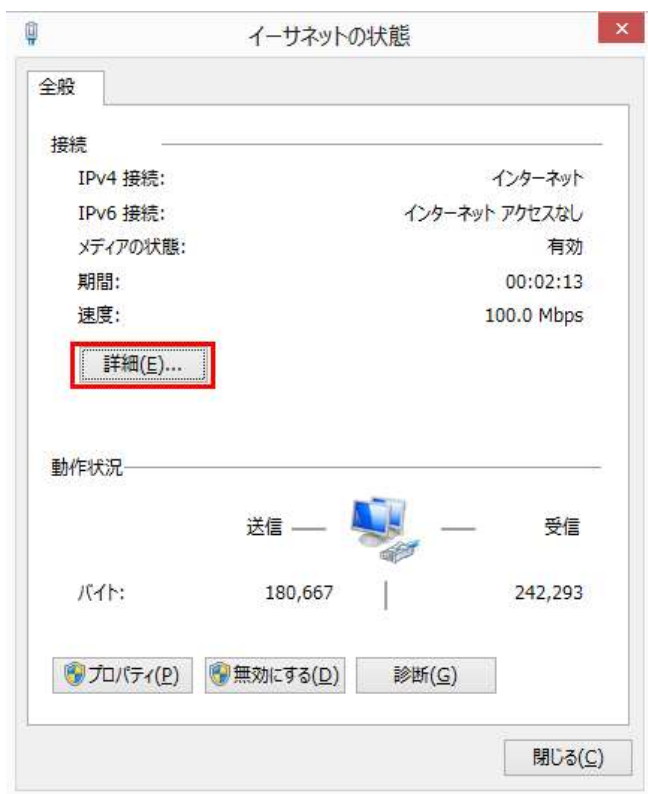 イーサネットの状態
×
全般
接続
IPv4 接続: インターネット
IPv6 接続: インターネット アクセスなし
メディアの状態: 有効
期間: 00:02:13
速度: 100.0 Mbps
詳細(E)...
動作状況
送信 — — 受信
バイト: 180,667 | 242,293
プロパティ(P) 無効にする(D) 診断(G)
閉じる(C)